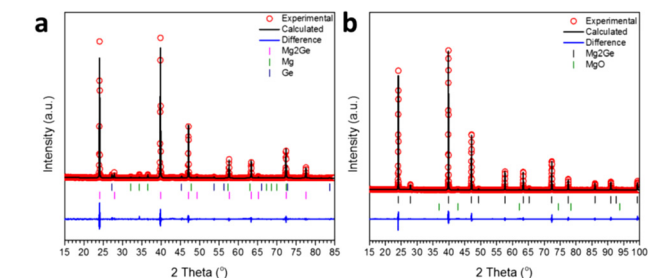 a
Experimental
Calculated
Difference
Mg2Ge
Mg
Ge
Intensity (a.u.)
15 20 25 30 35 40 45 50 55 60 65 70 75 80 85
2 Theta (°)
b
Experimental
Calculated
Difference
Mg2Ge
MgO
Intensity (a.u.)
15 20 25 30 35 40 45 50 55 60 65 70 75 80 85 90 95 100
2 Theta (°)